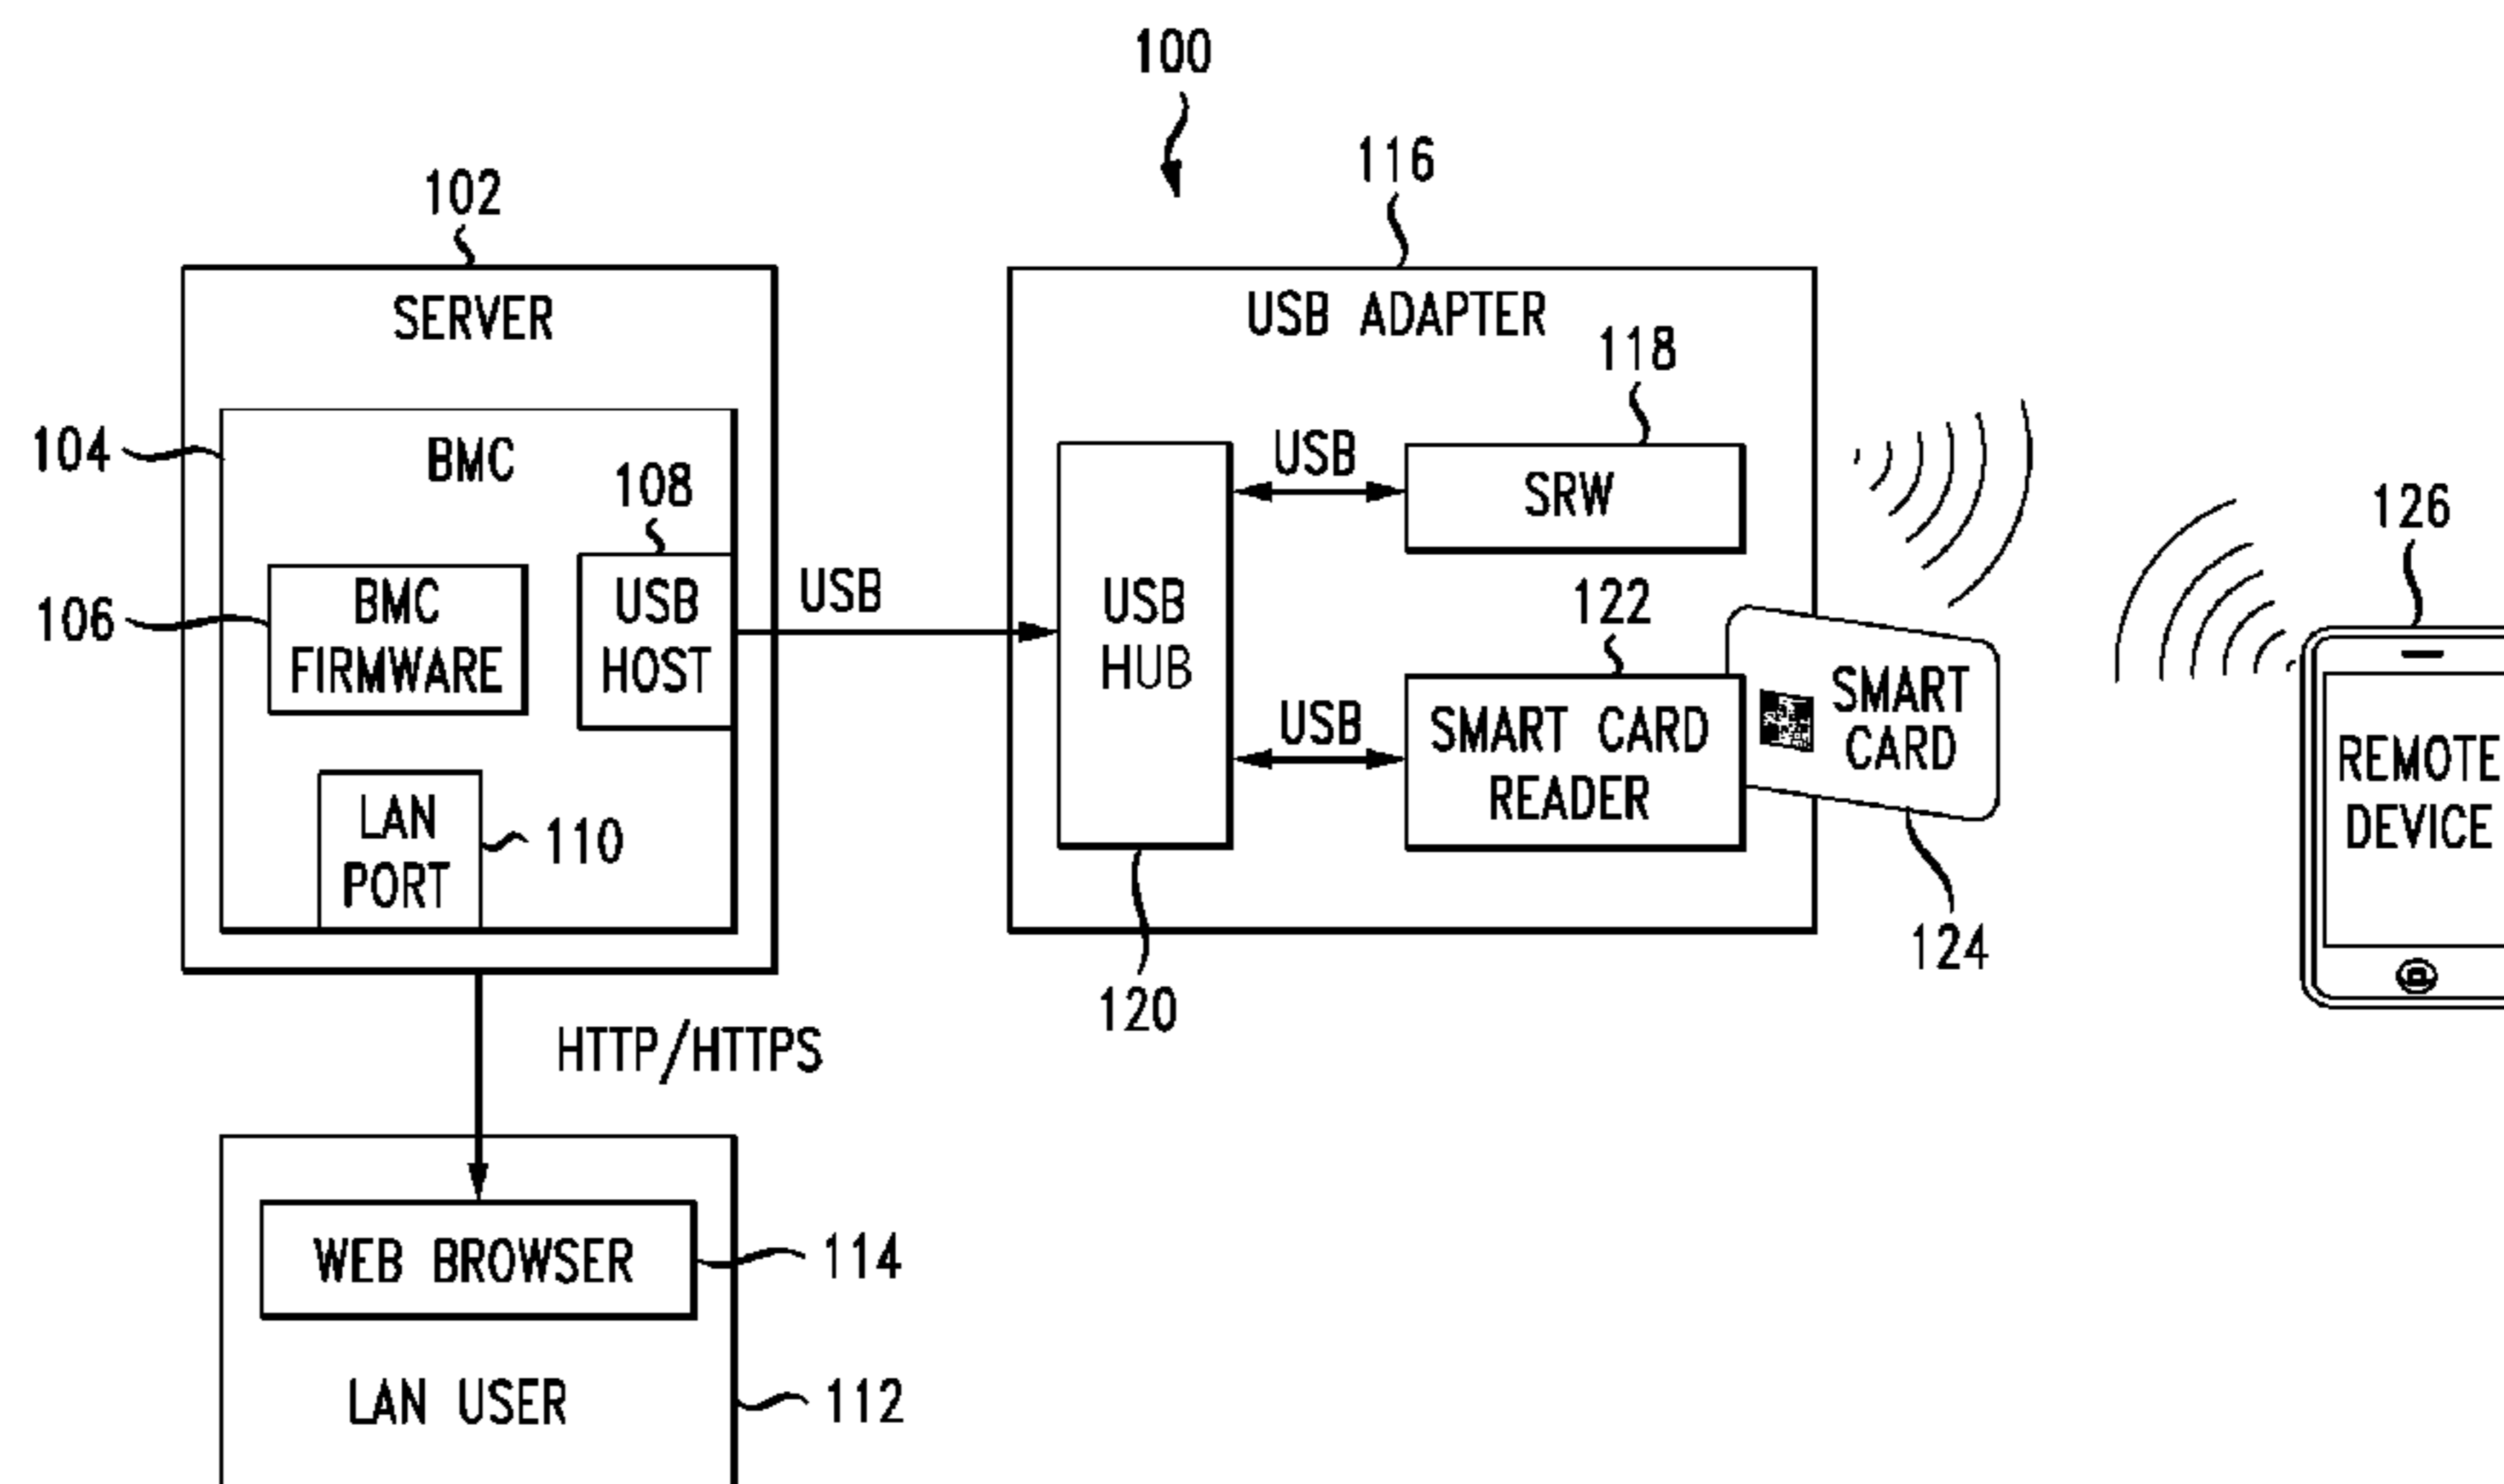 100
116
102
SERVER
USB ADAPTER
118
104
BMC
108
USB
SRW
126
106
BMC
FIRMWARE
USB
HOST
USB
USB
HUB
122
SMART CARD
READER
USB
SMART
CARD
REMOTE
DEVICE
LAN
PORT
110
124
120
HTTP/HTTPS
WEB BROWSER
114
LAN USER
112